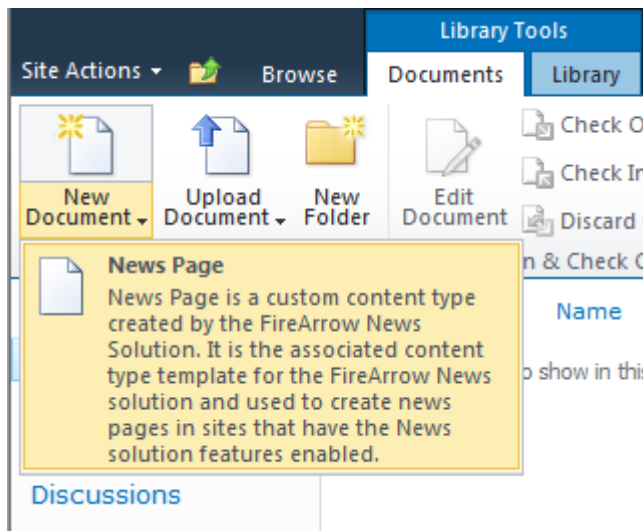 Library Tools
Site Actions Browse Documents Library
New Document
Upload Document
New Folder
Edit Document
Check
Check
Discard
& Check
News Page
News Page is a custom content type
created by the FireArrow News
Solution. It is the associated content
type template for the FireArrow News
solution and used to create news
pages in sites that have the News
solution features enabled.
Name
show in
Discussions